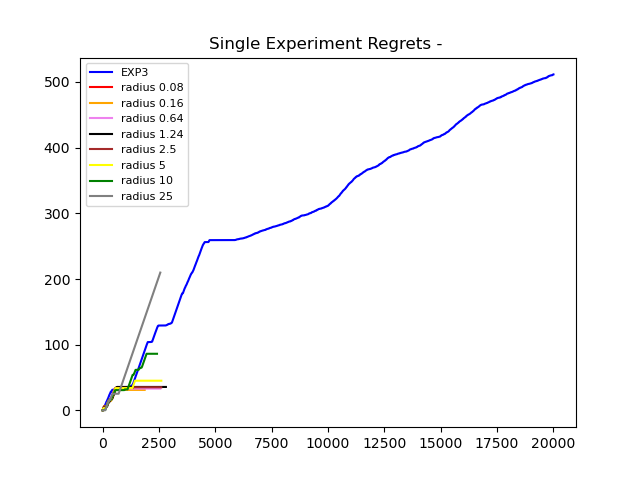 Single Experiment Regrets -
500
400
300
200
100
0
EXP3
radius 0.08
radius 0.16
radius 0.64
radius 1.24
radius 2.5
radius 5
radius 10
radius 25
0 2500 5000 7500 10000 12500 15000 17500 20000